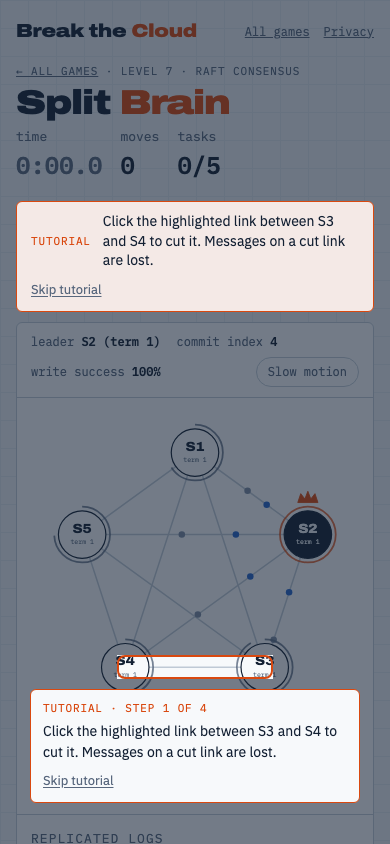 Break the Cloud
All games Privacy
← ALL GAMES · LEVEL 7 · RAFT CONSENSUS
Split Brain
time moves tasks
0:00.0 0 0/5
TUTORIAL
Click the highlighted link between S3
and S4 to cut it. Messages on a cut link
are lost.
Skip tutorial
leader S2 (term 1) commit index 4
write success 100%
Slow motion
S1
term 1
S5
term 1
S2
term 1
S4
term 1
S3
term 1
TUTORIAL · STEP 1 OF 4
Click the highlighted link between S3 and S4 to
cut it. Messages on a cut link are lost.
Skip tutorial
REPLICATED LOGS